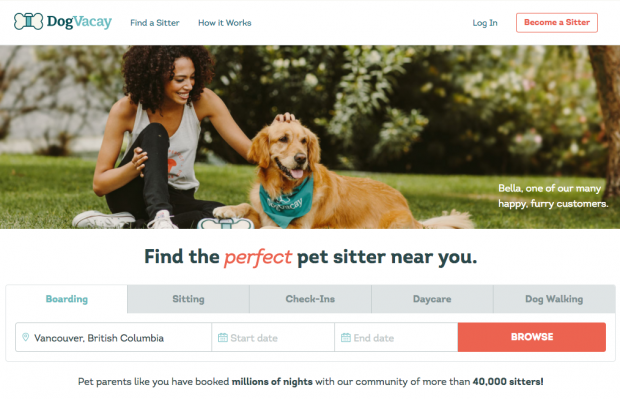 DogVacay
Find a Sitter
How it Works
Log In
Become a Sitter
DogVacay
Bella, one of our many
happy, furry customers.
Find the perfect pet sitter near you.
Boarding
Sitting
Check-Ins
Daycare
Dog Walking
Vancouver, British Columbia
Start date
End date
BROWSE
Pet parents like you have booked millions of nights with our community of more than 40,000 sitters!